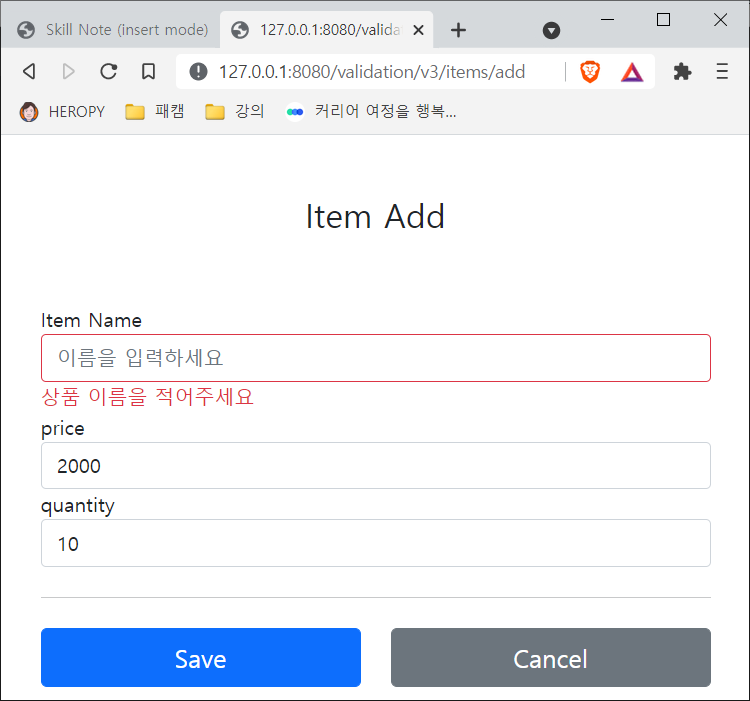 Skill Note (insert mode)
127.0.0.1:8080/valida
127.0.0.1:8080/validation/v3/items/add
HEROPY 패캠 강의 커리어 여정을 행복...
Item Add
Item Name
이름을 입력하세요
상품 이름을 적어주세요
price
2000
quantity
10
Save
Cancel